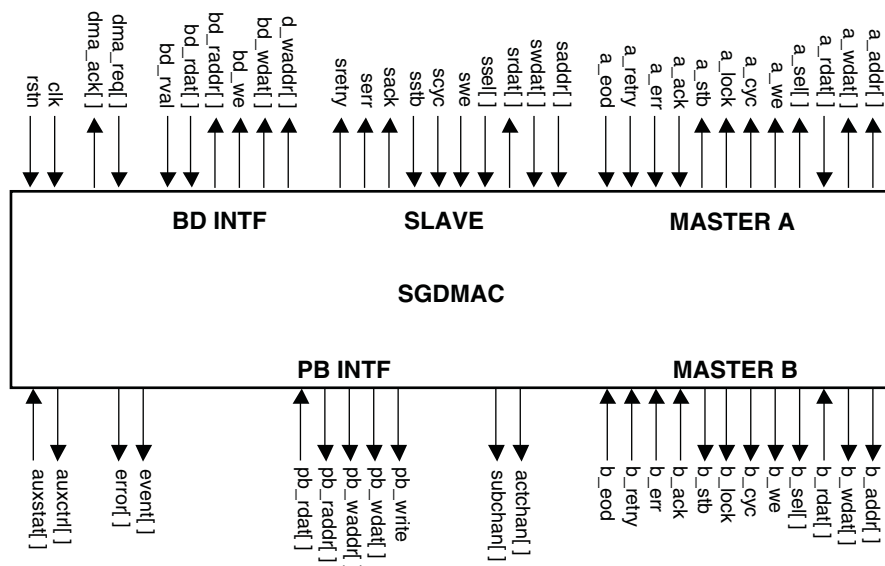 rstn
clk
dma_ack[ ]
dma_req[ ]
bd_rval
bd_rdat[ ]
bd_raddr[ ]
bd_we
bd_wdat[ ]
d_waddr[ ]
sretry
serr
sack
sstb
scyc
swe
ssel[ ]
srdat[ ]
swdat[ ]
saddr[ ]
a_eod
a_retry
a_err
a_ack
a_stb
a_lock
a_cyc
a_we
a_sel[ ]
a_rdat[ ]
a_wdat[ ]
a_addr[ ]
BD INTF
SLAVE
MASTER A
SGDMAC
PB INTF
MASTER B
auxstat[ ]
auxctrl[ ]
error[ ]
event[ ]
pb_rdat[ ]
pb_raddr[ ]
pb_waddr[ ]
pb_wdat[ ]
pb_write
subchan[ ]
actchan[ ]
b_eod
b_retry
b_err
b_ack
b_stb
b_lock
b_cyc
b_we
b_sel[ ]
b_rdat[ ]
b_wdat[ ]
b_addr[ ]